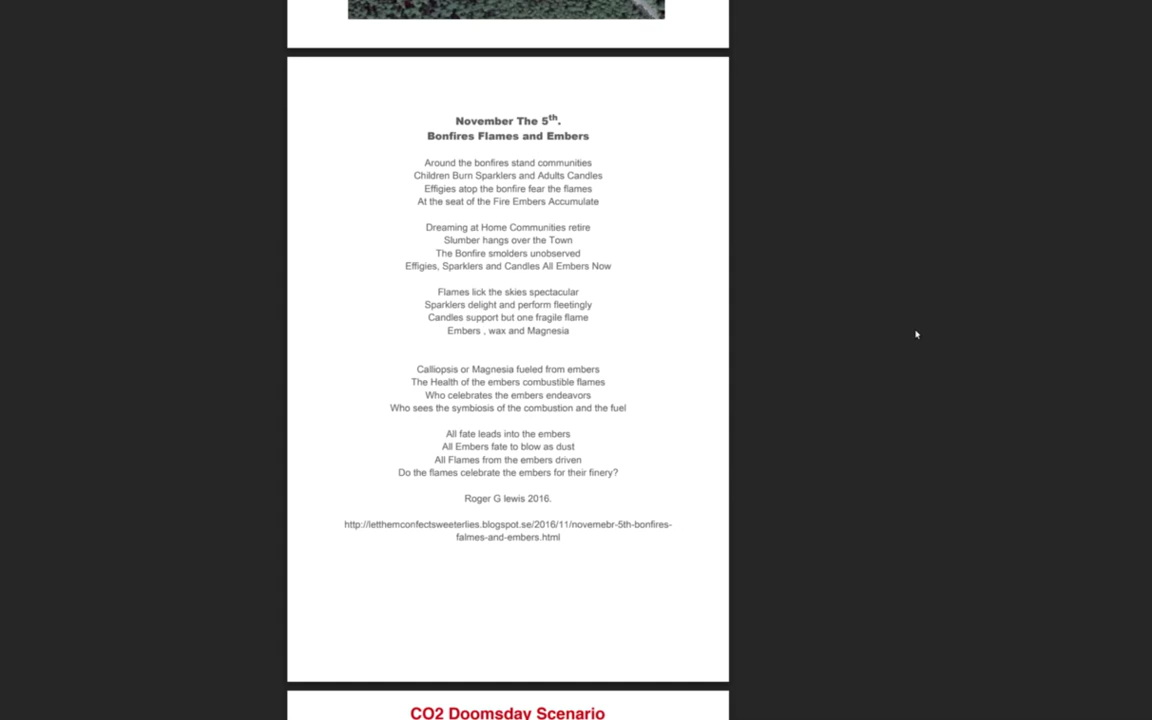 November The 5th.
Bonfires Flames and Embers
Around the bonfires stand communities
Children Burn Sparklers and Adults Candles
Effigies atop the bonfire fear the flames
At the seat of the Fire Embers Accumulate
Dreaming at Home Communities retire
Slumber hangs over the Town
The Bonfire smolders unobserved
Effigies, Sparklers and Candles All Embers Now
Flames lick the skies spectacular
Sparklers delight and perform fleetingly
Candles support but one fragile flame
Embers , wax and Magnesia
Calliopsis or Magnesia fueled from embers
The Health of the embers combustible flames
Who celebrates the embers endeavors
Who sees the symbiosis of the combustion and the fuel
All fate leads into the embers
All Embers fate to blow as dust
All Flames from the embers driven
Do the flames celebrate the embers for their finery?
Roger G lewis 2016.
http://letthemconfectsweeterlies.blogspot.se/2016/11/novemebr-5th-bonfires-
falmes-and-embers.html
CO2 Doomsday Scenario